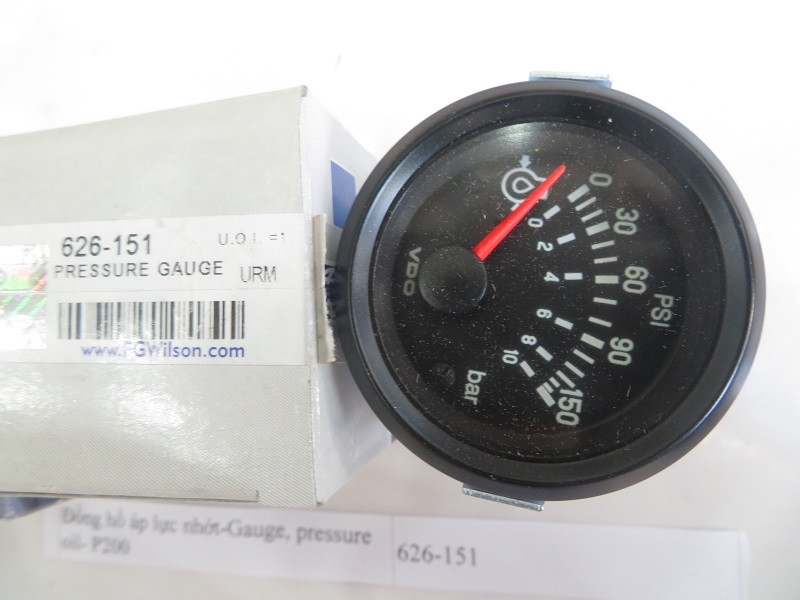 626-151
U.O.I. =1
PRESSURE GAUGE
URM
www.FGWilson.com
VDO
0
30
60
90
150
PSI
0
2
4
6
8
10
bar
Đồng hồ áp lực nhớt-Gauge, pressure
oil- P200
626-151